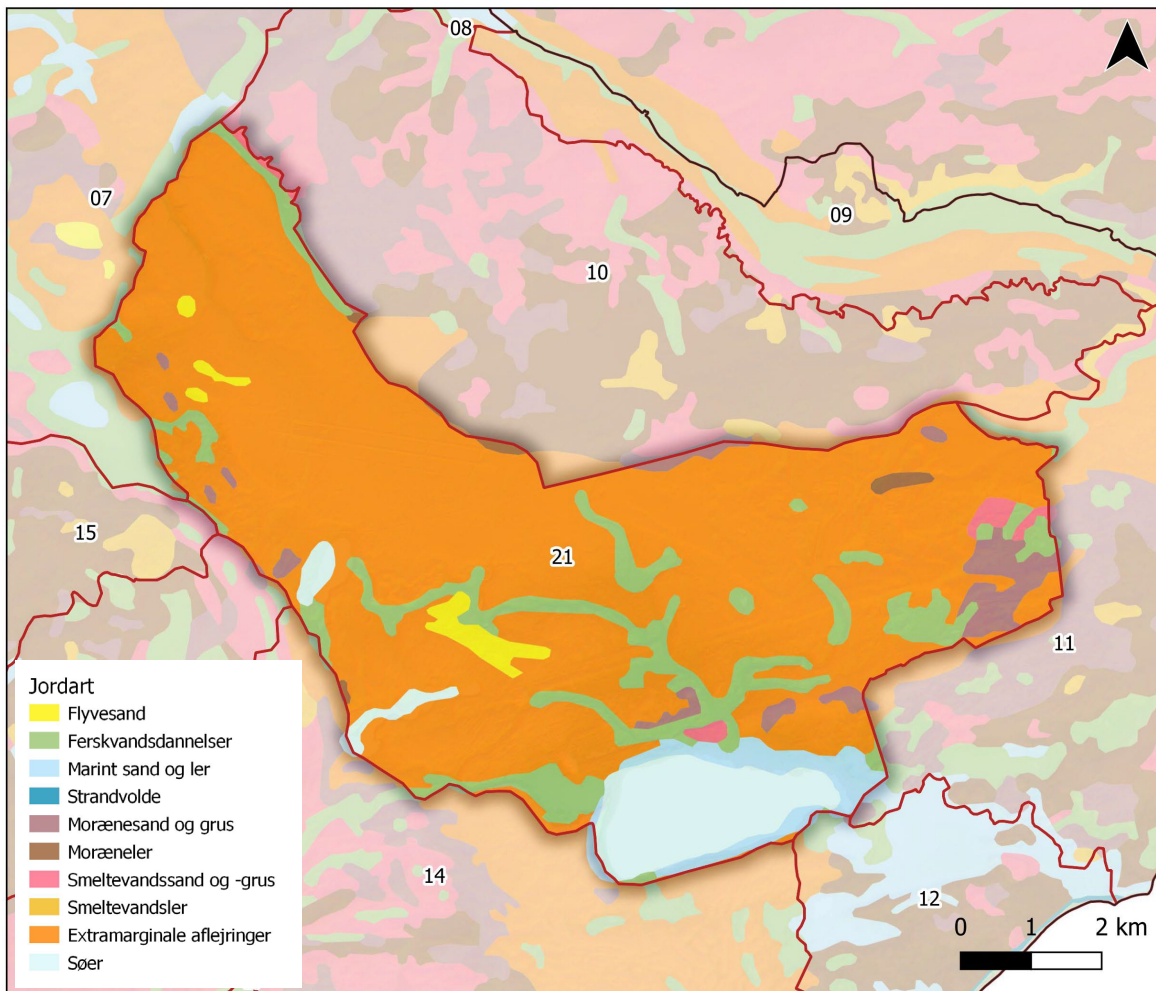 08
07
09
10
15
21
11
14
12
Jordart
Flyvesand
Ferskvandsdannelser
Marint sand og ler
Strandvolde
Morænesand og grus
Moræneler
Smeltevandssand og -grus
Smeltevandsler
Extramarginale aflejringer
Søer
0 1 2 km